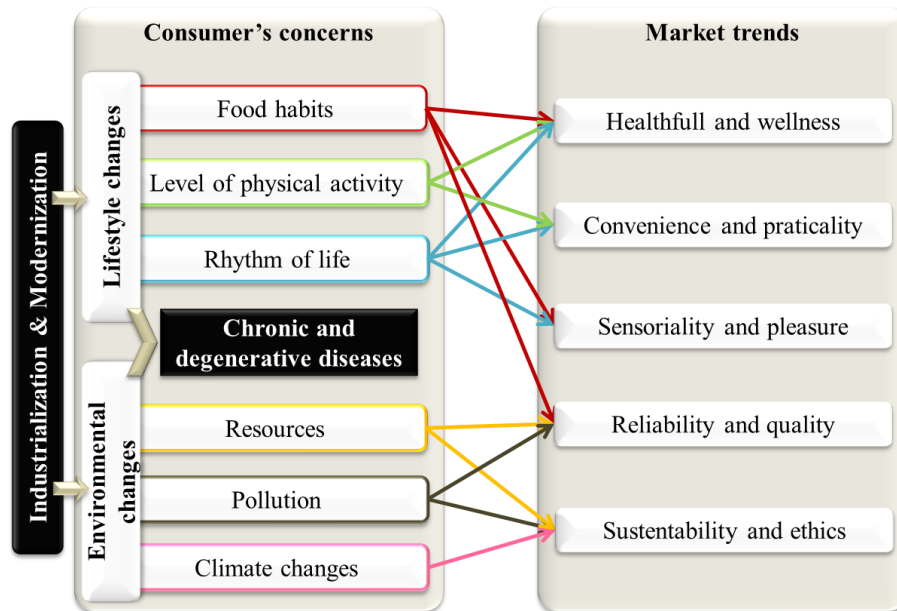 Consumer's concerns
Market trends
Industrialization & Modernization
Lifestyle changes
Food habits
Level of physical activity
Rhythm of life
Chronic and
degenerative diseases
Environmental
changes
Resources
Pollution
Climate changes
Healthfull and wellness
Convenience and praticality
Sensoriality and pleasure
Reliability and quality
Sustentability and ethics